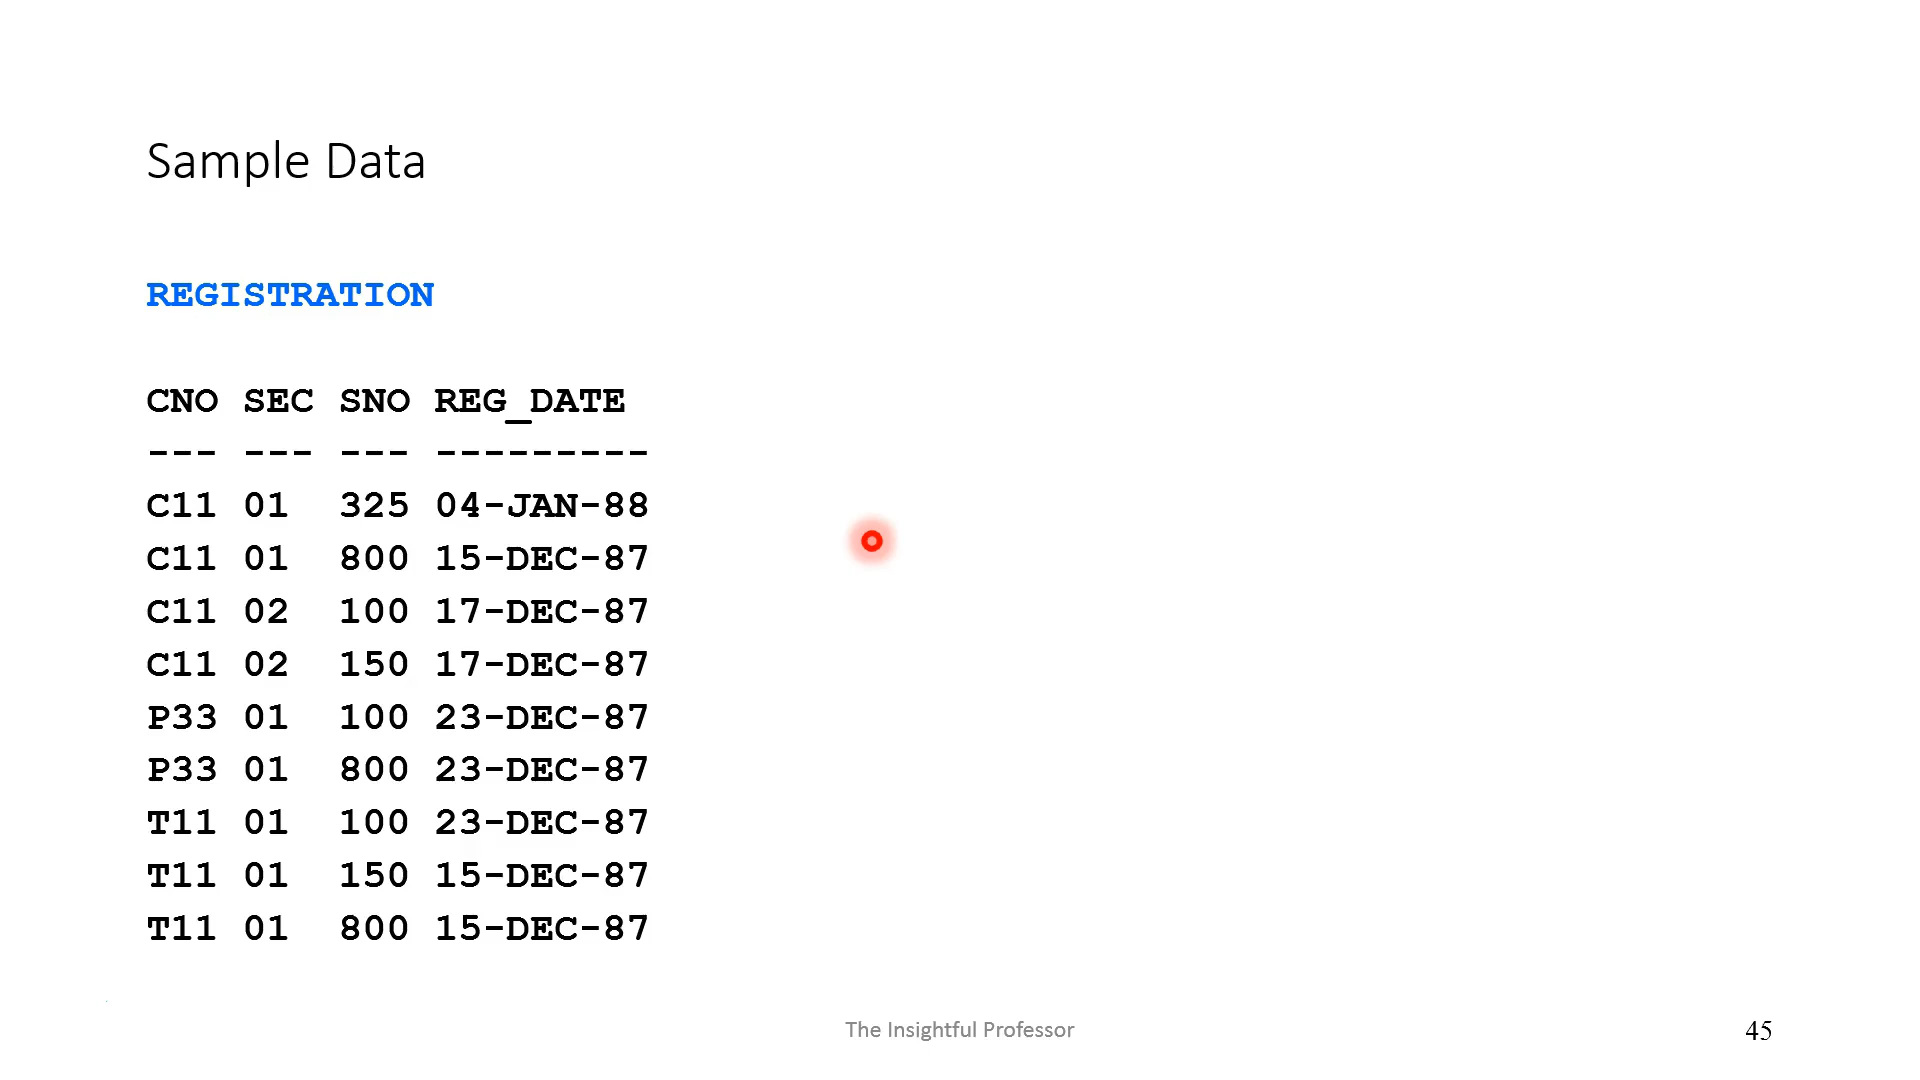 Sample Data
REGISTRATION
CNO SEC SNO REG_DATE
--- --- --- ---------
C11 01  325 04-JAN-88
C11 01  800 15-DEC-87
C11 02  100 17-DEC-87
C11 02  150 17-DEC-87
P33 01  100 23-DEC-87
P33 01  800 23-DEC-87
T11 01  100 23-DEC-87
T11 01  150 15-DEC-87
T11 01  800 15-DEC-87
The Insightful Professor
45